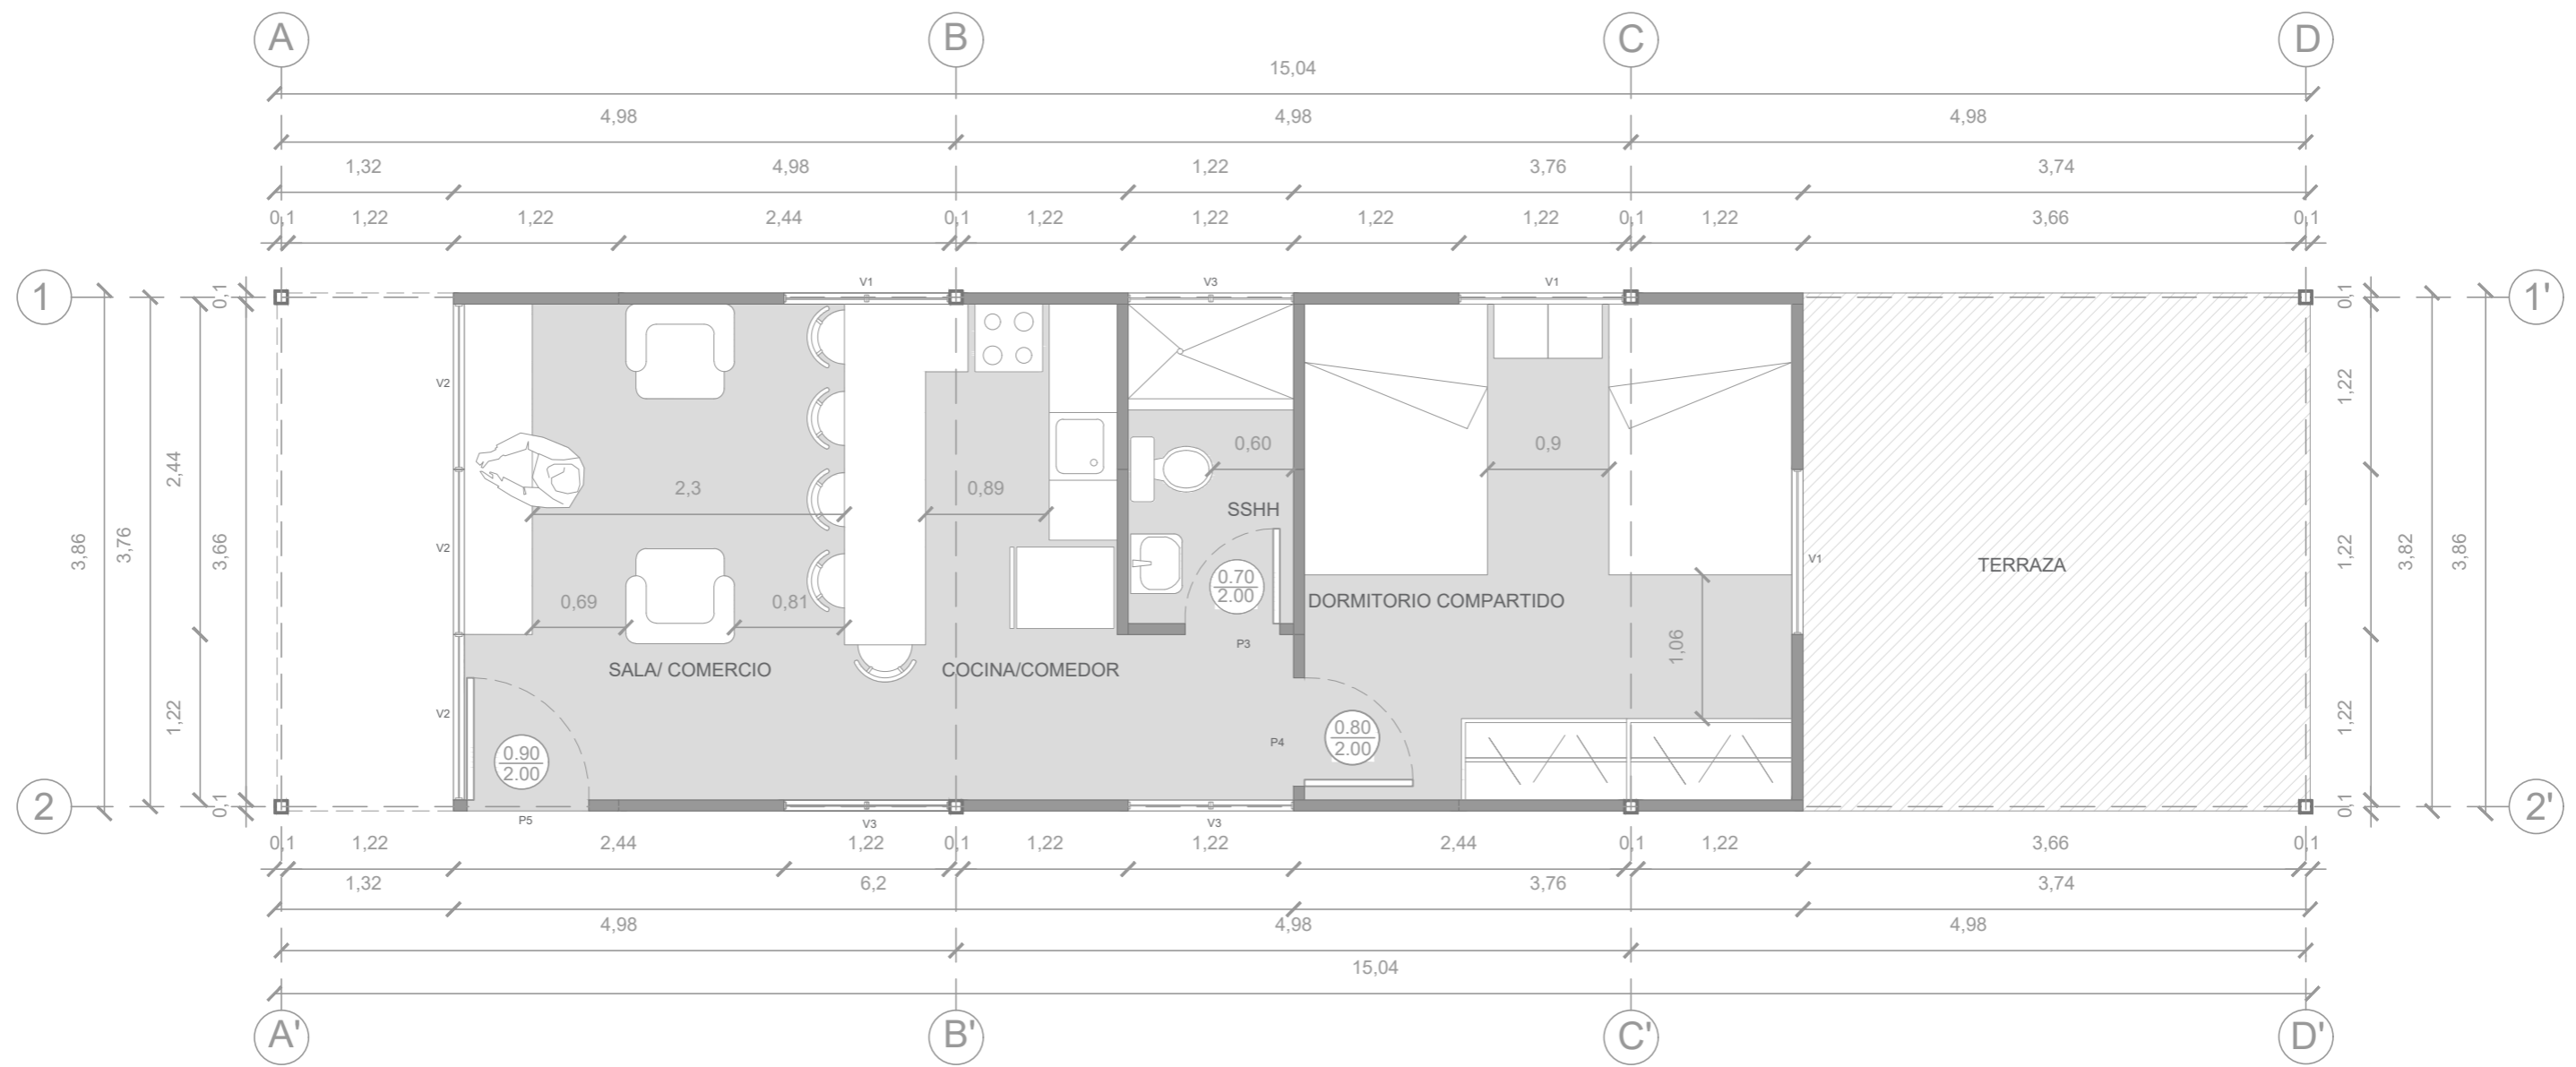 A B C D
15,04
4,98 4,98 4,98
1,32 4,98 1,22 3,76 3,74
0,1 1,22 1,22 2,44 0,1 1,22 1,22 1,22 1,22 0,1 1,22 3,66 0,1
V1 V3 V1
1 0,1 0,1 1'
V2 1,22
0,60 0,9
2,44 2,3 0,89
SSHH
3,86 3,76 3,66 V2 V1 1,22 3,82 3,86
TERRAZA
0.70
2.00
0,69 0,81 DORMITORIO COMPARTIDO
P3 1,06
SALA/ COMERCIO COCINA/COMEDOR
1,22 V2 1,22
0.80
2.00
P4
0.90
2.00
2 0,1 0,1 2'
P5 V3 V3
0,1 1,22 2,44 1,22 0,1 1,22 1,22 2,44 0,1 1,22 3,66 0,1
1,32 6,2 3,76 3,74
4,98 4,98 4,98
15,04
A' B' C' D'